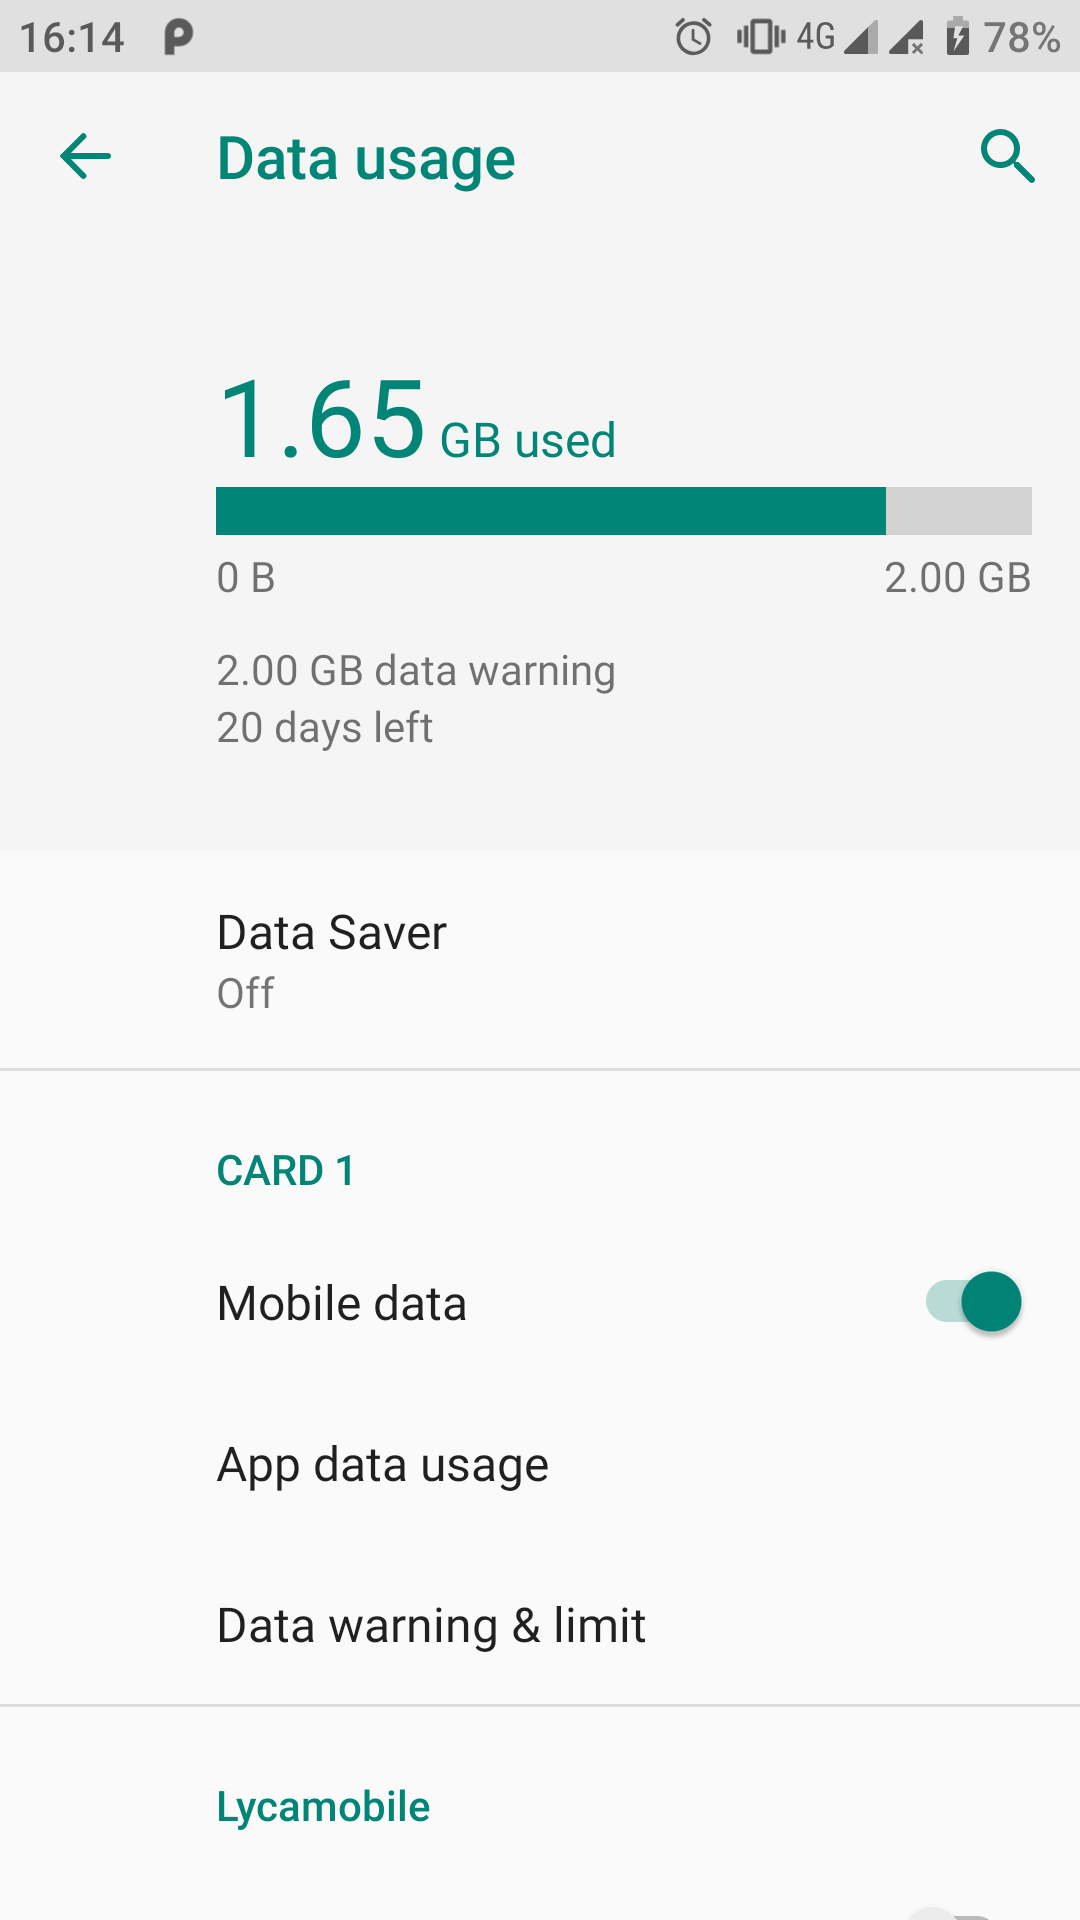 16:14 4G 78%
Data usage
1.65 GB used
0 B 2.00 GB
2.00 GB data warning
20 days left
Data Saver
Off
CARD 1
Mobile data
App data usage
Data warning & limit
Lycamobile